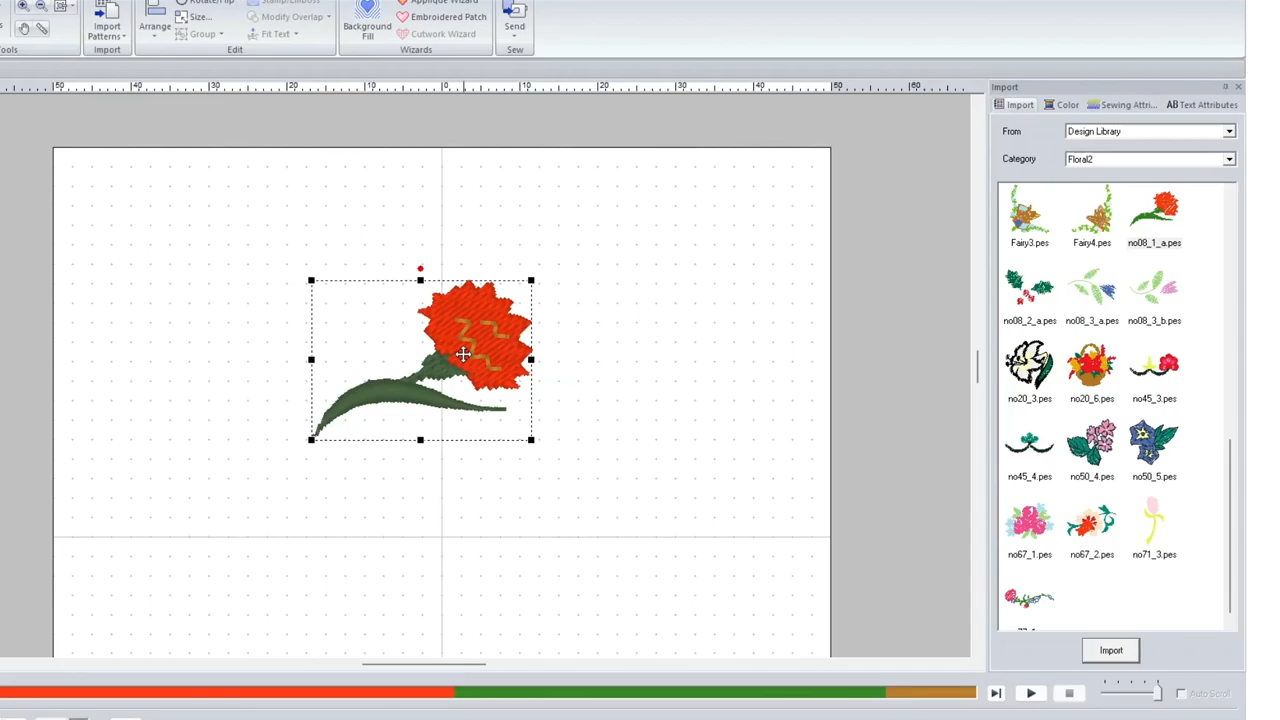 Rotate/Flip
Stamp/Emboss
Applique Wizard
Size...
Modify Overlap
Embroidered Patch
Import
Patterns
Arrange
Group
Fit Text
Background
Fill
Cutwork Wizard
Send
Tools
Import
Edit
Wizards
Sew
50 40 30 20 10 0 10 20 30 40 50 60
Import
Import Color Sewing Attri... AB Text Attributes
From Design Library
Category Floral2
Fairy3.pes Fairy4.pes no08_1_a.pes
no08_2_a.pes no08_3_a.pes no08_3_b.pes
no20_3.pes no20_6.pes no45_3.pes
no45_4.pes no50_4.pes no50_5.pes
no67_1.pes no67_2.pes no71_3.pes
Import
Auto Scroll